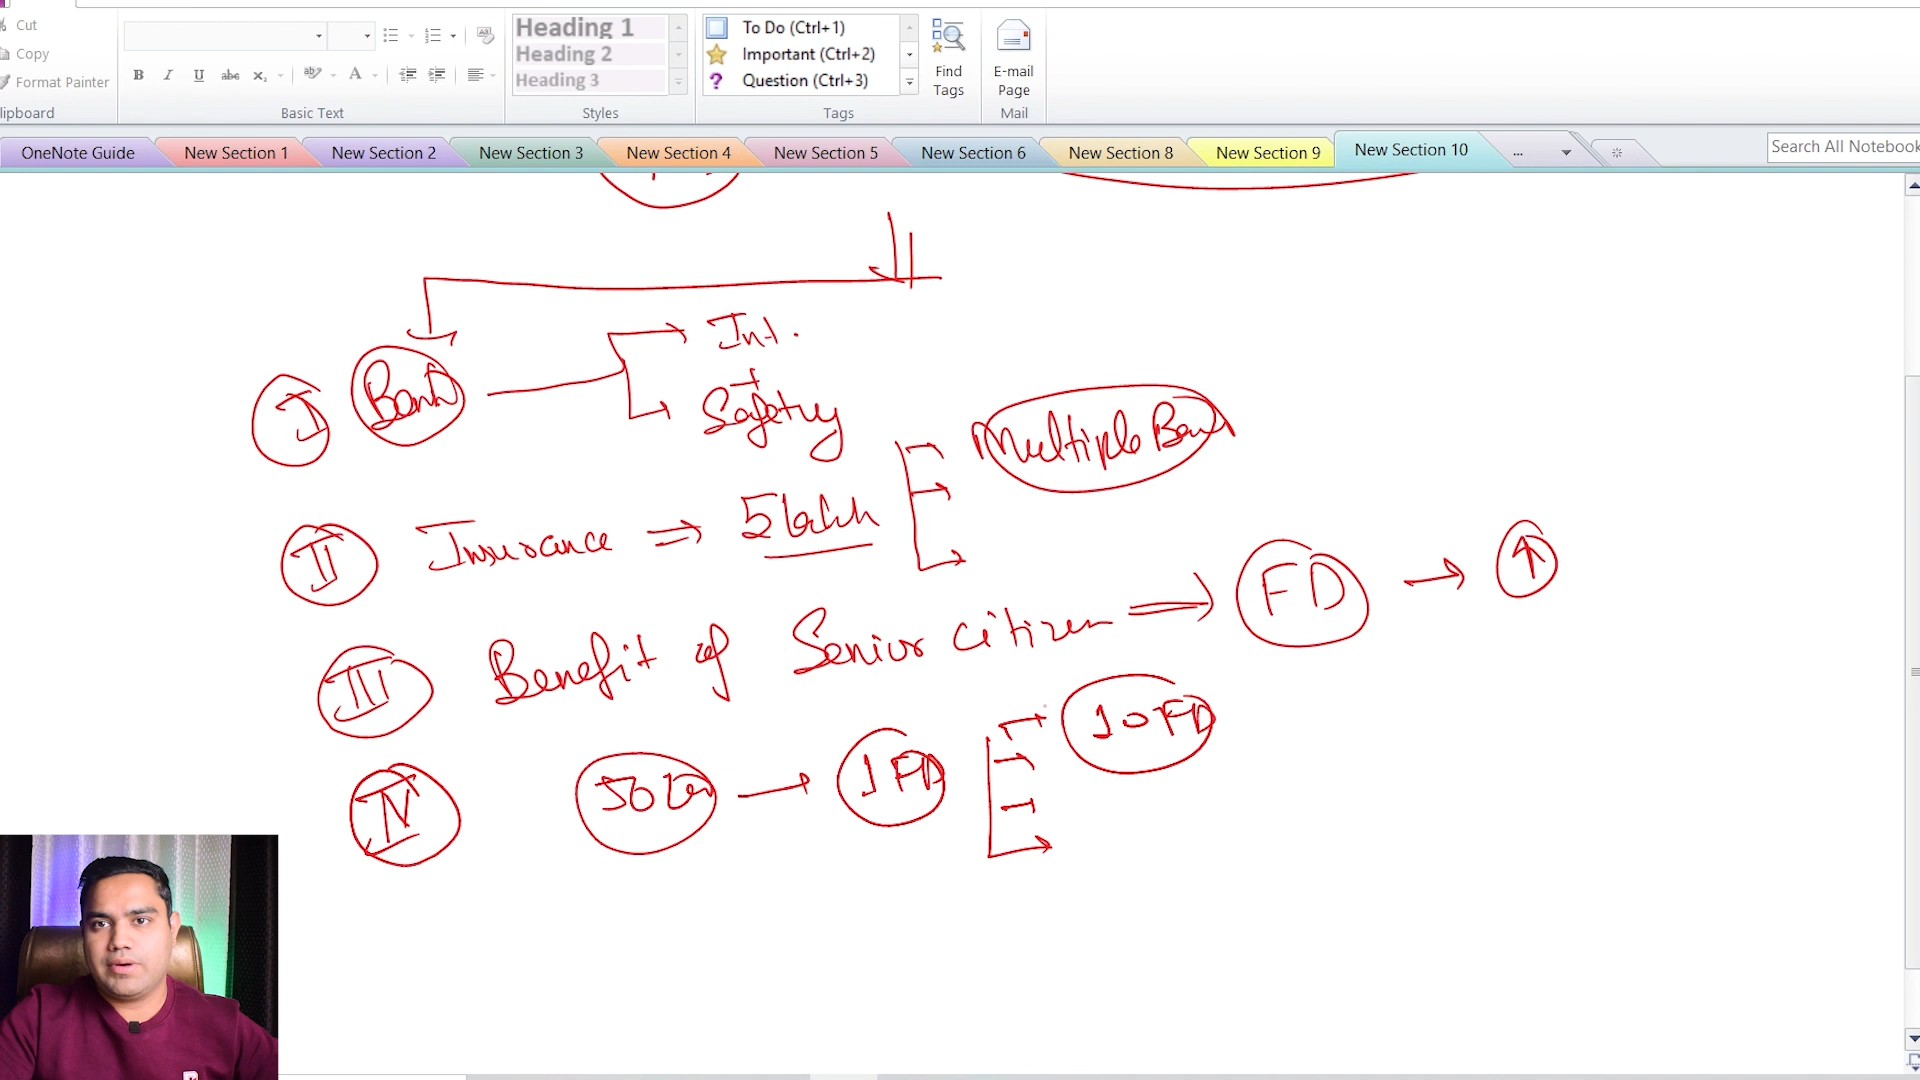 Cut
Copy
Format Painter
lipboard
B I U abc
Basic Text
Heading 1
Heading 2
Heading 3
Styles
To Do (Ctrl+1)
Important (Ctrl+2)
Question (Ctrl+3)
Tags
Find Tags
E-mail Page
Mail
OneNote Guide New Section 1 New Section 2 New Section 3 New Section 4 New Section 5 New Section 6 New Section 8 New Section 9 New Section 10 ... Search All Notebook
Int.
I Bank
+
Safetry
Multiple Ban
II Insurance ⇒ 5 lakh
III Benefit of Senior citizen ⇒ FD → ↑
IV 50 → 1 FD 10 FD